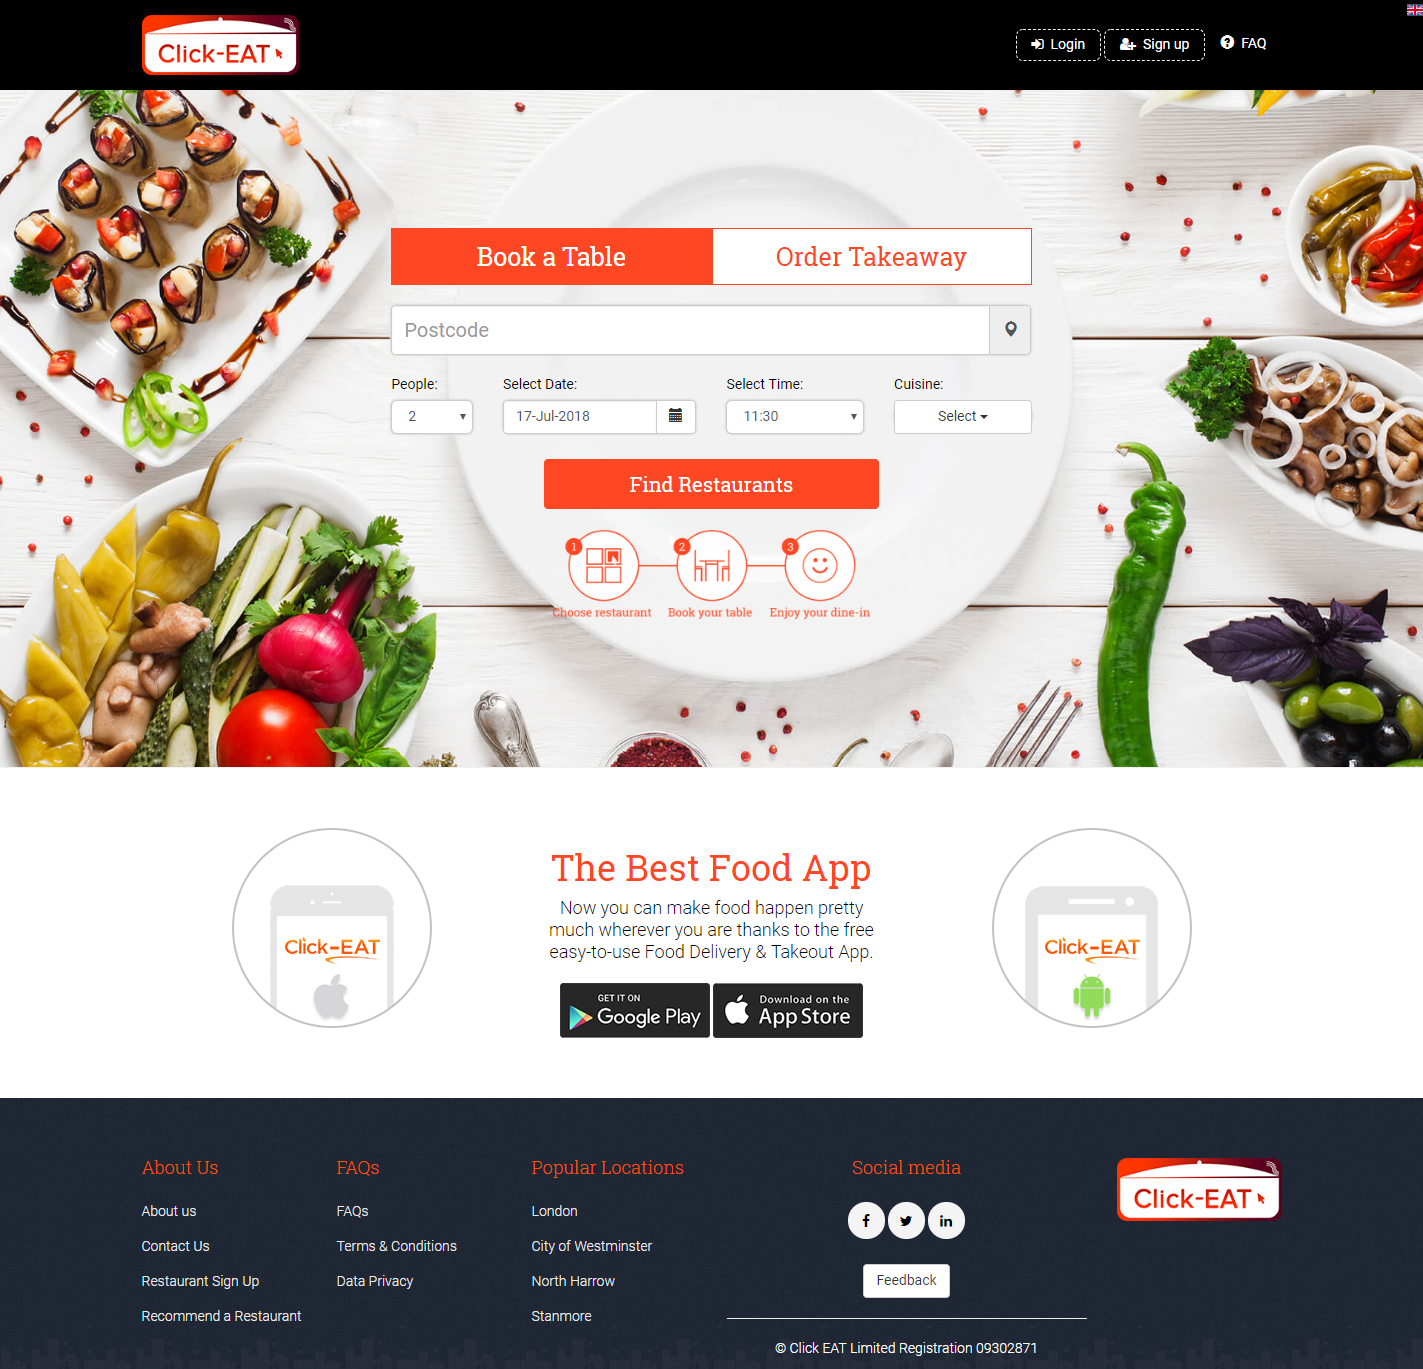 Click-EAT
Login
Sign up
FAQ
Book a Table
Order Takeaway
Postcode
People:
Select Date:
Select Time:
Cuisine:
2
17-Jul-2018
11:30
Select
Find Restaurants
1
2
3
Choose restaurant
Book your table
Enjoy your dine-in
Click-EAT
The Best Food App
Now you can make food happen pretty
much wherever you are thanks to the free
easy-to-use Food Delivery & Takeout App.
GET IT ON
Google Play
Download on the
App Store
Click-EAT
About Us
About us
Contact Us
Restaurant Sign Up
Recommend a Restaurant
FAQs
FAQs
Terms & Conditions
Data Privacy
Popular Locations
London
City of Westminster
North Harrow
Stanmore
Social media
Feedback
© Click EAT Limited Registration 09302871
Click-EAT